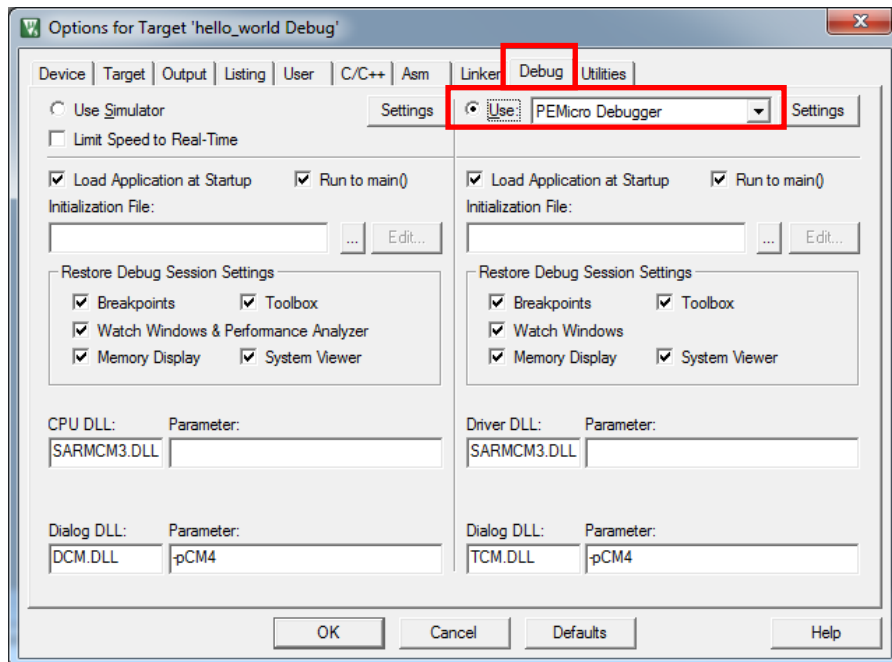 Options for Target 'hello_world Debug'
Device Target Output Listing User C/C++ Asm Linker Debug Utilities
Use Simulator Settings Use: PEMicro Debugger Settings
Limit Speed to Real-Time
Load Application at Startup Run to main() Load Application at Startup Run to main()
Initialization File: Initialization File:
... Edit... ... Edit...
Restore Debug Session Settings Restore Debug Session Settings
Breakpoints Toolbox Breakpoints Toolbox
Watch Windows & Performance Analyzer Watch Windows
Memory Display System Viewer Memory Display System Viewer
CPU DLL: Parameter: Driver DLL: Parameter:
SARMCM3.DLL SARMCM3.DLL
Dialog DLL: Parameter: Dialog DLL: Parameter:
DCM.DLL -pCM4 TCM.DLL -pCM4
OK Cancel Defaults Help